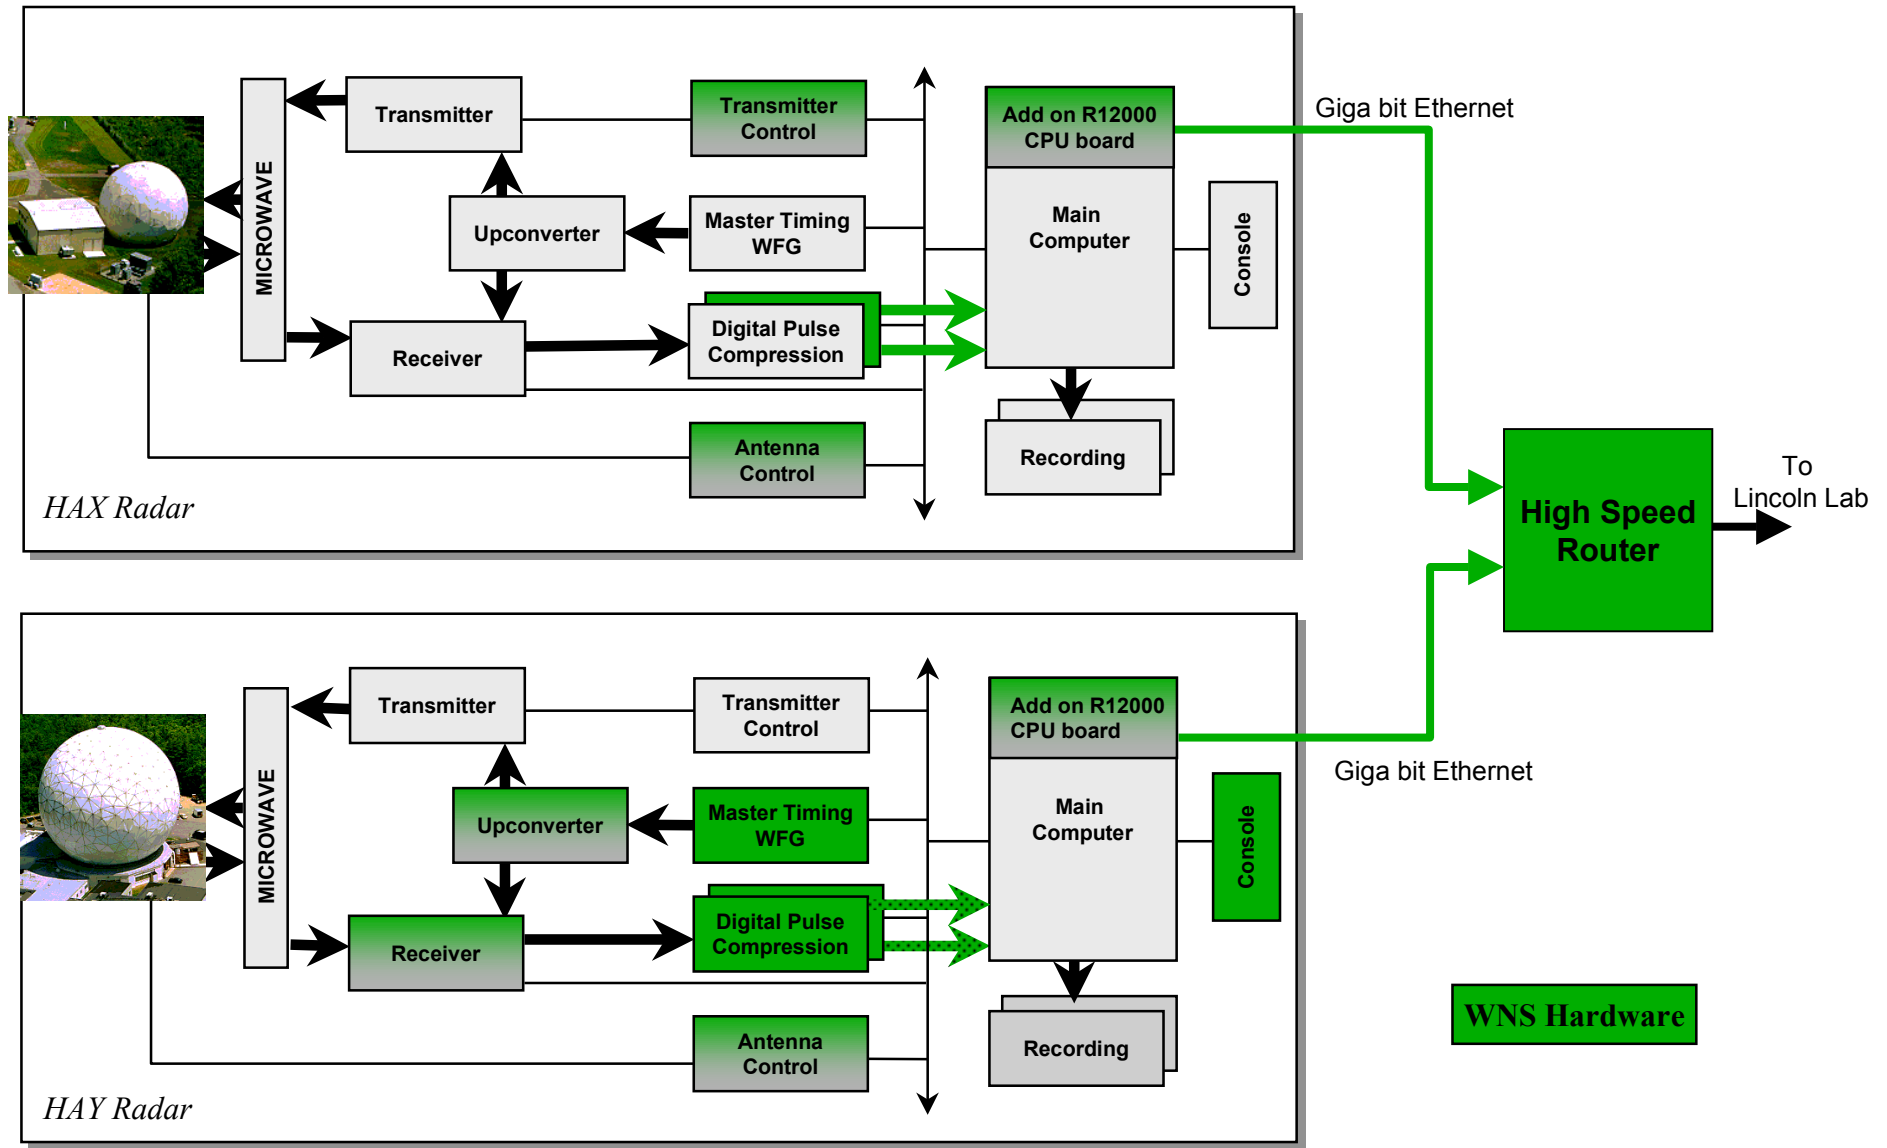 Transmitter
Transmitter
Control
Add on R12000
CPU board
Giga bit Ethernet
MICROWAVE
Upconverter
Master Timing
WFG
Main
Computer
Console
Digital Pulse
Compression
Receiver
Antenna
Control
Recording
HAX Radar
High Speed
Router
To
Lincoln Lab
Transmitter
Transmitter
Control
Add on R12000
CPU board
Giga bit Ethernet
MICROWAVE
Upconverter
Master Timing
WFG
Main
Computer
Console
Digital Pulse
Compression
Receiver
Antenna
Control
Recording
HAY Radar
WNS Hardware